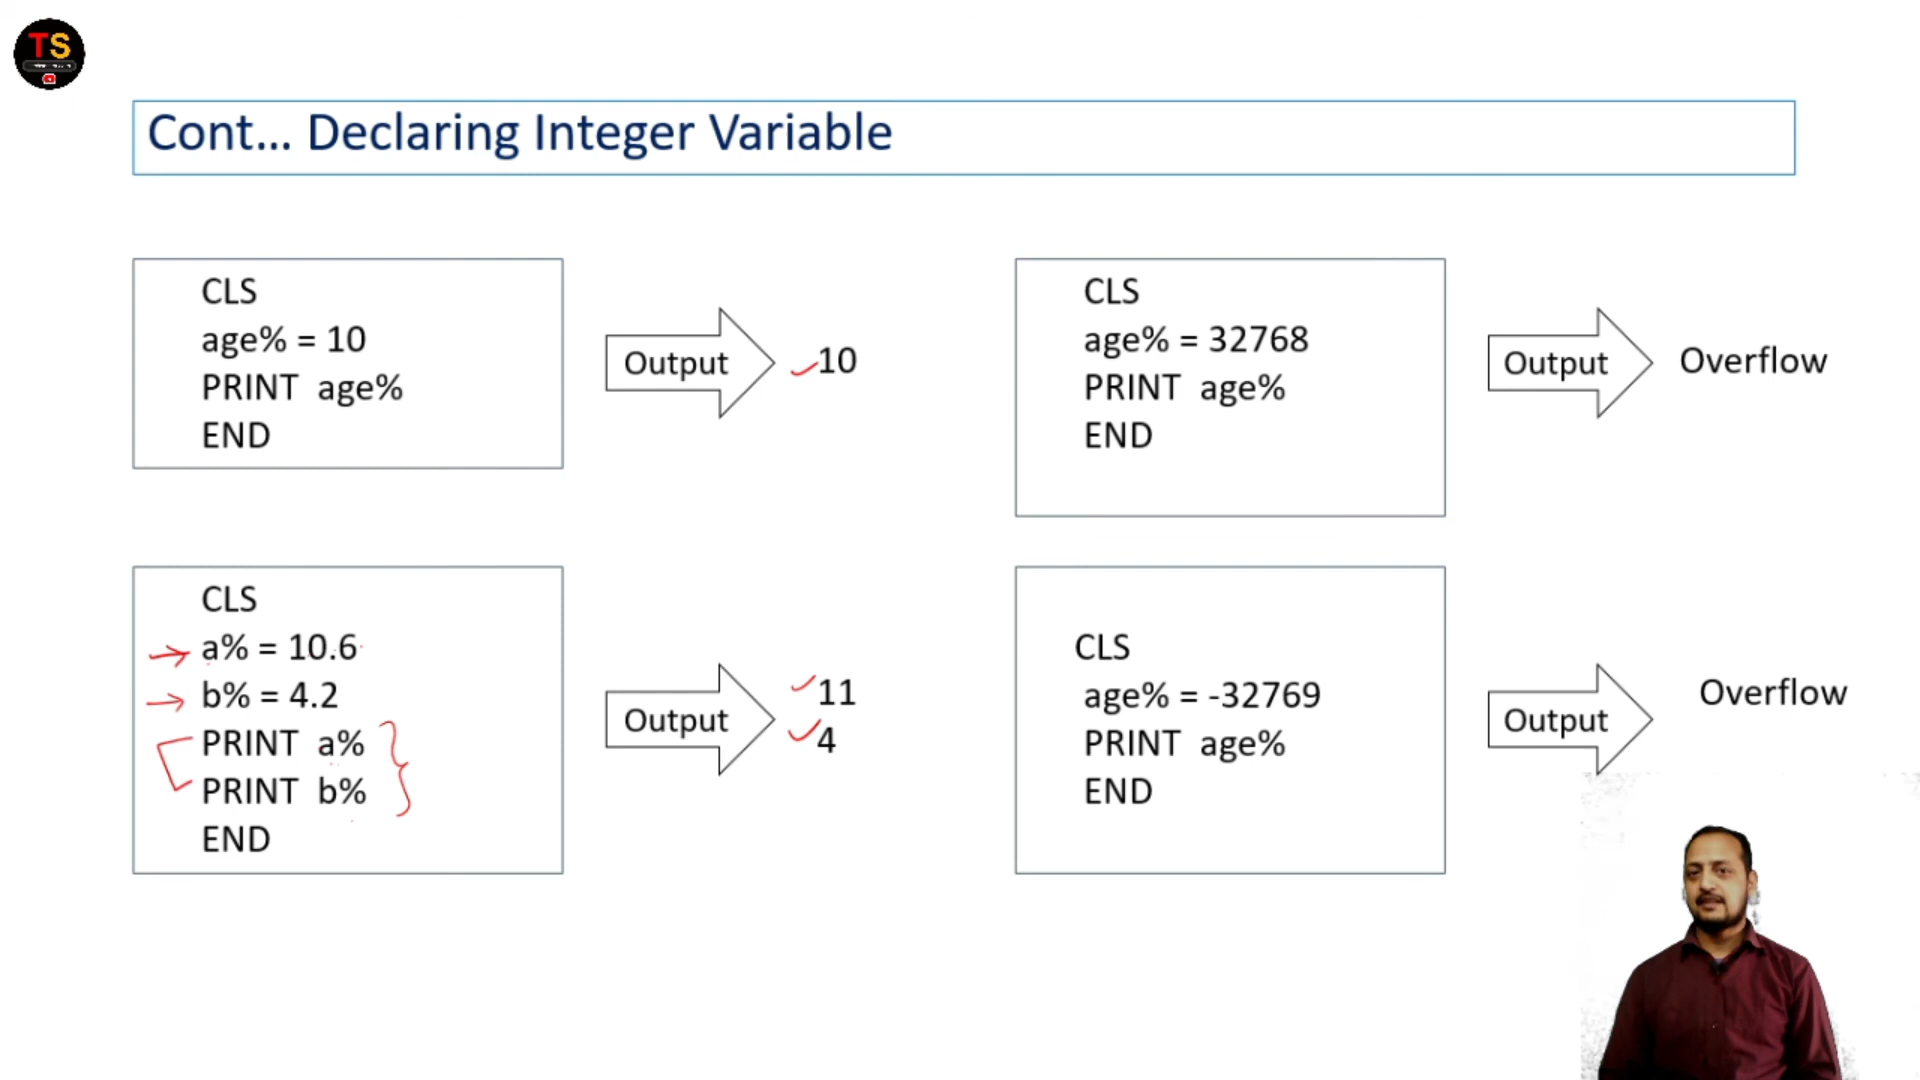 TS
Cont... Declaring Integer Variable
CLS
age% = 10
PRINT age%
END
Output
10
CLS
age% = 32768
PRINT age%
END
Output
Overflow
CLS
a% = 10.6
b% = 4.2
PRINT a%
PRINT b%
END
Output
11
4
CLS
age% = -32769
PRINT age%
END
Output
Overflow